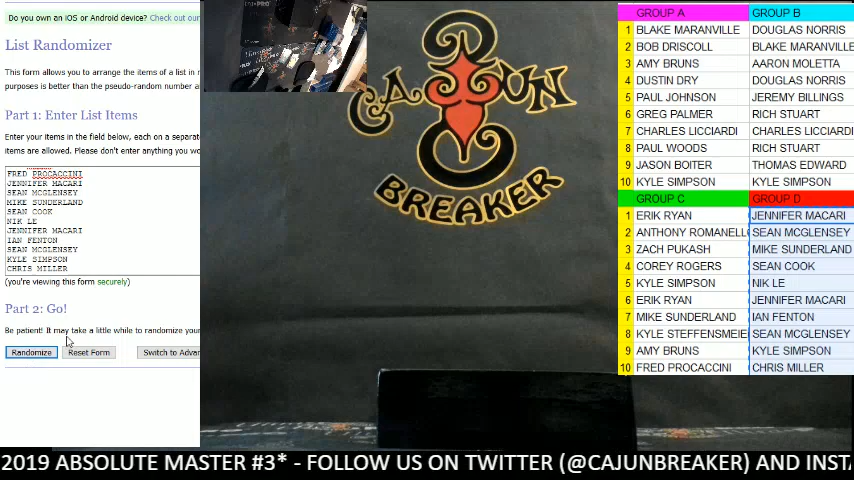 Do you own an iOS or Android device? Check out our
List Randomizer
This form allows you to arrange the items of a list in
purposes is better than the pseudo-random number a
Part 1: Enter List Items
Enter your items in the field below, each on a separat
items are allowed. Please don't enter anything you wo
FRED PROCACCINI
JENNIFER MACARI
SEAN MCGLENSEY
MIKE SUNDERLAND
SEAN COOK
NIK LE
JENNIFER MACARI
IAN FENTON
SEAN MCGLENSEY
KYLE SIMPSON
CHRIS MILLER
(you're viewing this form securely)
Part 2: Go!
Be patient! It may take a little while to randomize your
Randomize Reset Form Switch to Advan
CAJUN
BREAKER
GROUP A GROUP B
1 BLAKE MARANVILLE DOUGLAS NORRIS
2 BOB DRISCOLL BLAKE MARANVILLE
3 AMY BRUNS AARON MOLETTA
4 DUSTIN DRY DOUGLAS NORRIS
5 PAUL JOHNSON JEREMY BILLINGS
6 GREG PALMER RICH STUART
7 CHARLES LICCIARDI CHARLES LICCIARDI
8 PAUL WOODS RICH STUART
9 JASON BOITER THOMAS EDWARD
10 KYLE SIMPSON KYLE SIMPSON
GROUP C GROUP D
1 ERIK RYAN JENNIFER MACARI
2 ANTHONY ROMANELL SEAN MCGLENSEY
3 ZACH PUKASH MIKE SUNDERLAND
4 COREY ROGERS SEAN COOK
5 KYLE SIMPSON NIK LE
6 ERIK RYAN JENNIFER MACARI
7 MIKE SUNDERLAND IAN FENTON
8 KYLE STEFFENSMEIE SEAN MCGLENSEY
9 AMY BRUNS KYLE SIMPSON
10 FRED PROCACCINI CHRIS MILLER
2019 ABSOLUTE MASTER #3* - FOLLOW US ON TWITTER (@CAJUNBREAKER) AND INSTA